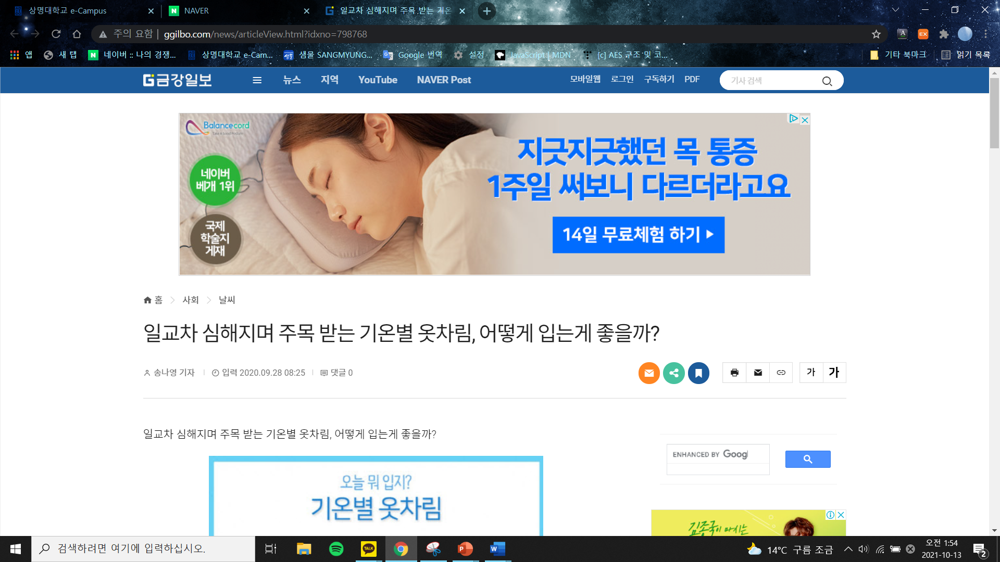 상명대학교 e-Campus
NAVER
일교차 심해지며 주목 받는 기온
주의 요함 | ggilbo.com/news/articleView.html?idxno=798768
앱
새 탭
네이버 :: 나의 경쟁...
상명대학교 e-Cam...
샘물 SANGMYUNG...
Google 번역
설정
JavaScript | MDN
[c] AES 구조 및 코...
기타 북마크
읽기 목록
금강일보
뉴스
지역
YouTube
NAVER Post
모바일웹
로그인
구독하기
PDF
기사 검색
Balancecord
Take A Good Posture
네이버
베개 1위
국제
학술지
게재
지긋지긋했던 목 통증
1주일 써보니 다르더라고요
14일 무료체험 하기
홈
사회
날씨
일교차 심해지며 주목 받는 기온별 옷차림, 어떻게 입는게 좋을까?
송나영 기자
입력 2020.09.28 08:25
댓글 0
가
가
일교차 심해지며 주목 받는 기온별 옷차림, 어떻게 입는게 좋을까?
ENHANCED BY Googl
오늘 뭐 입지?
기온별 옷차림
김종국이 마시는
검색하려면 여기에 입력하십시오.
TALK
14°C 구름 조금
오전 1:54
2021-10-13
2